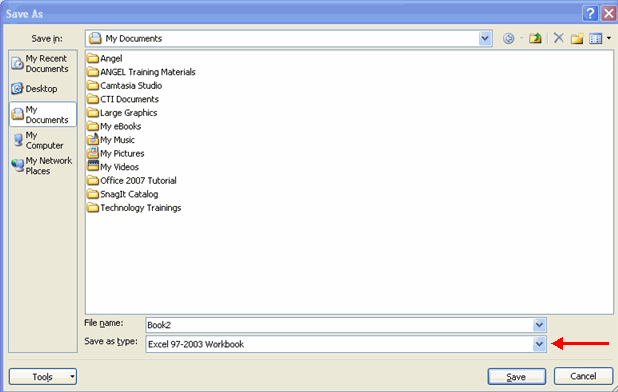 Save As
Save in:
My Documents
My Recent
Documents
Desktop
My
Documents
My
Computer
My Network
Places
Angel
ANGEL Training Materials
Camtasia Studio
CTI Documents
Large Graphics
My eBooks
My Music
My Pictures
My Videos
Office 2007 Tutorial
SnagIt Catalog
Technology Trainings
File name:
Book2
Save as type:
Excel 97-2003 Workbook
Tools
Save
Cancel